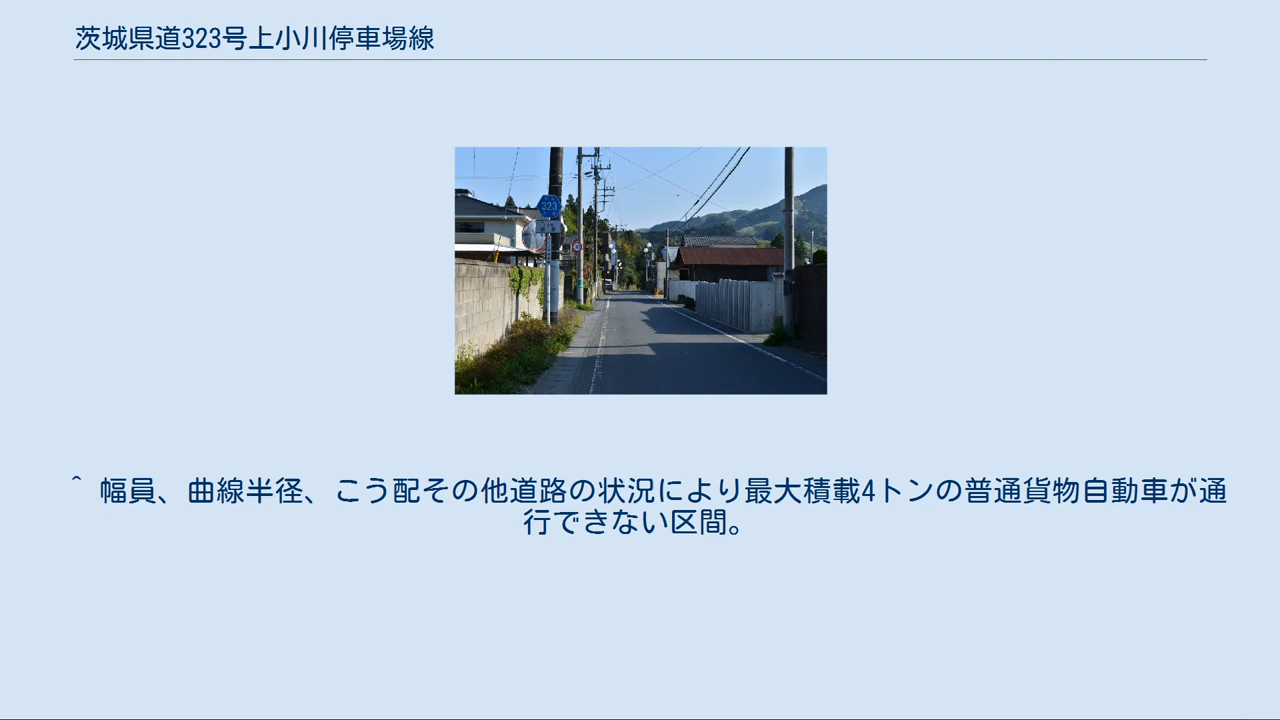 茨城県道323号上小川停車場線
323
^ 幅員、曲線半径、こう配その他道路の状況により最大積載4トンの普通貨物自動車が通
行できない区間。